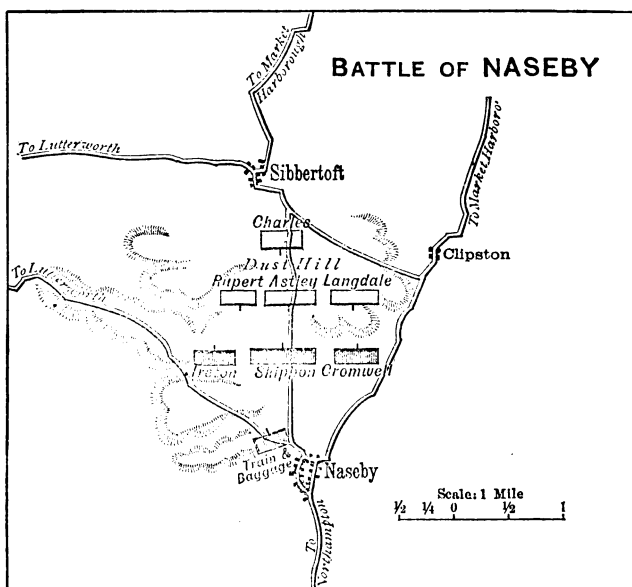 BATTLE OF NASEBY
To Market
Harborough
To Lutterworth
Sibbertoft
To Market Harboro'
Charles
Clipston
Dust Hill
To Lutterworth
Rupert Astley Langdale
Ireton Skippon Cromwell
Train &
Baggage
Naseby
Scale: 1 Mile
½ ¼ 0 ½ 1
To
Northampton